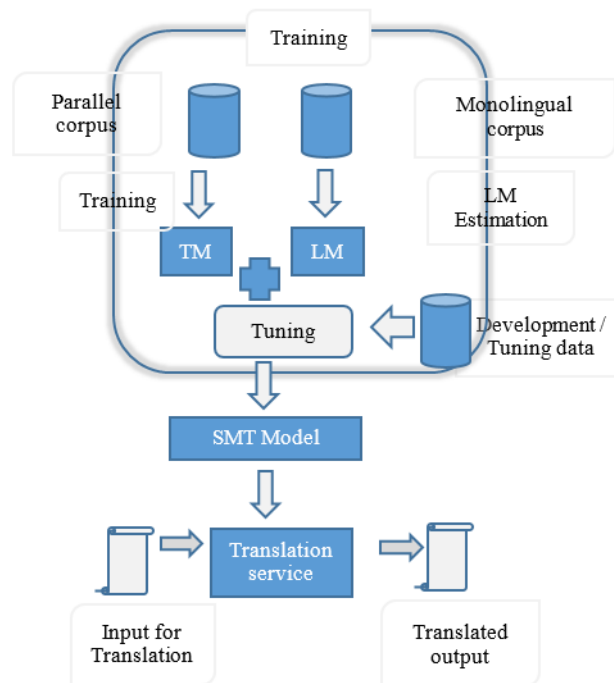 Training
Parallel
corpus
Monolingual
corpus
Training
LM
Estimation
TM
LM
Tuning
Development /
Tuning data
SMT Model
Translation
service
Input for
Translation
Translated
output